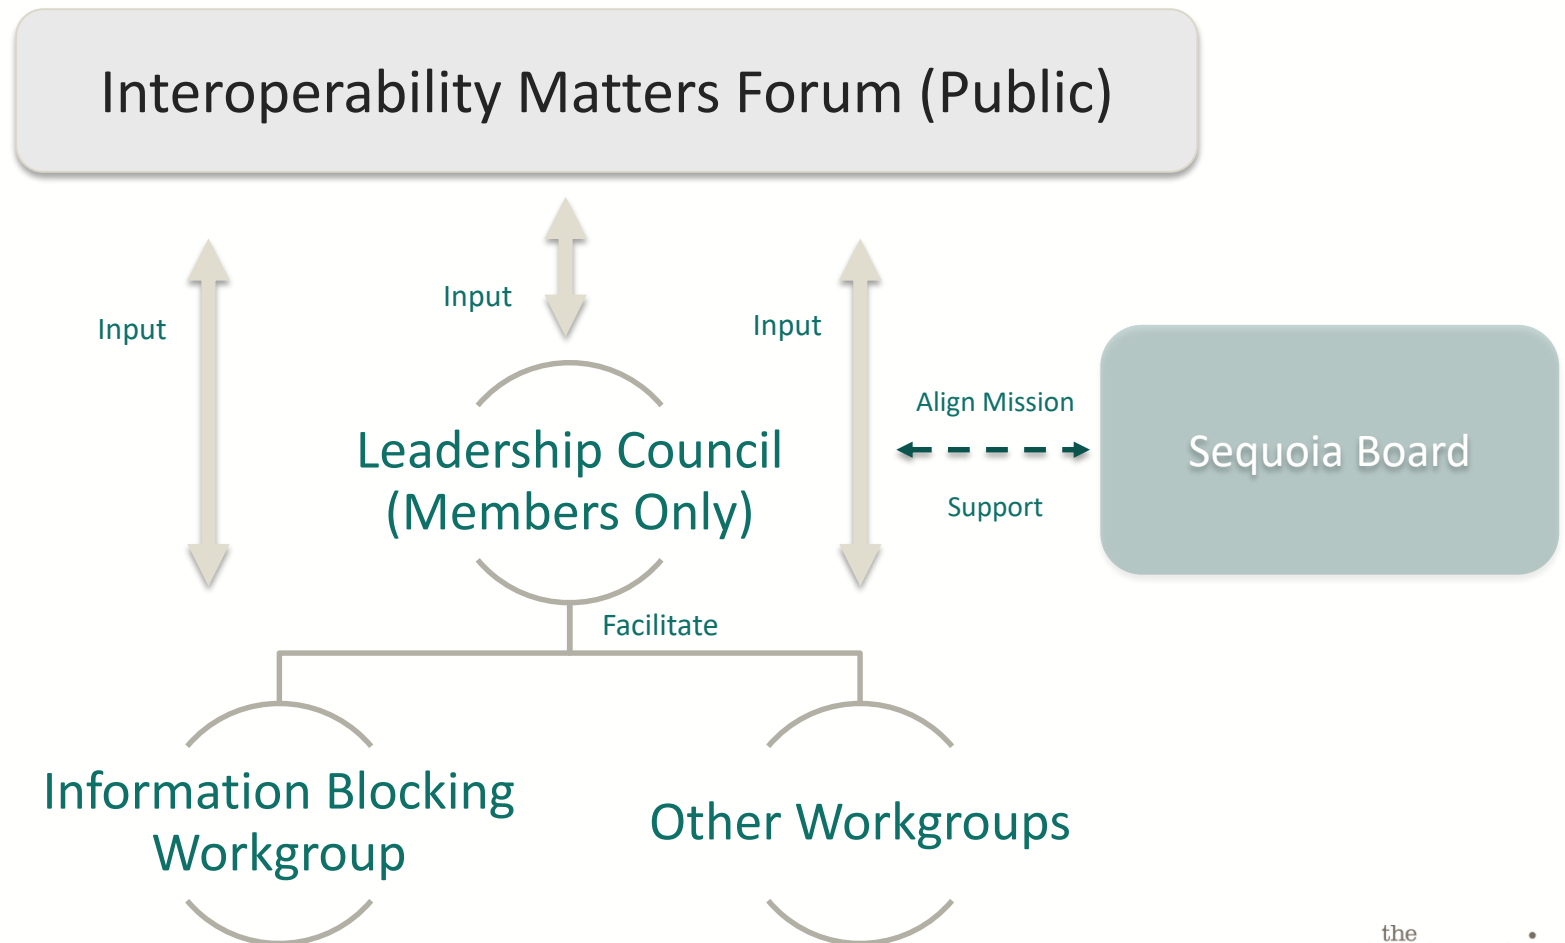 Interoperability Matters Forum (Public)
Input
Input
Input
Align Mission
Support
Sequoia Board
Leadership Council
(Members Only)
Facilitate
Information Blocking
Workgroup
Other Workgroups
the